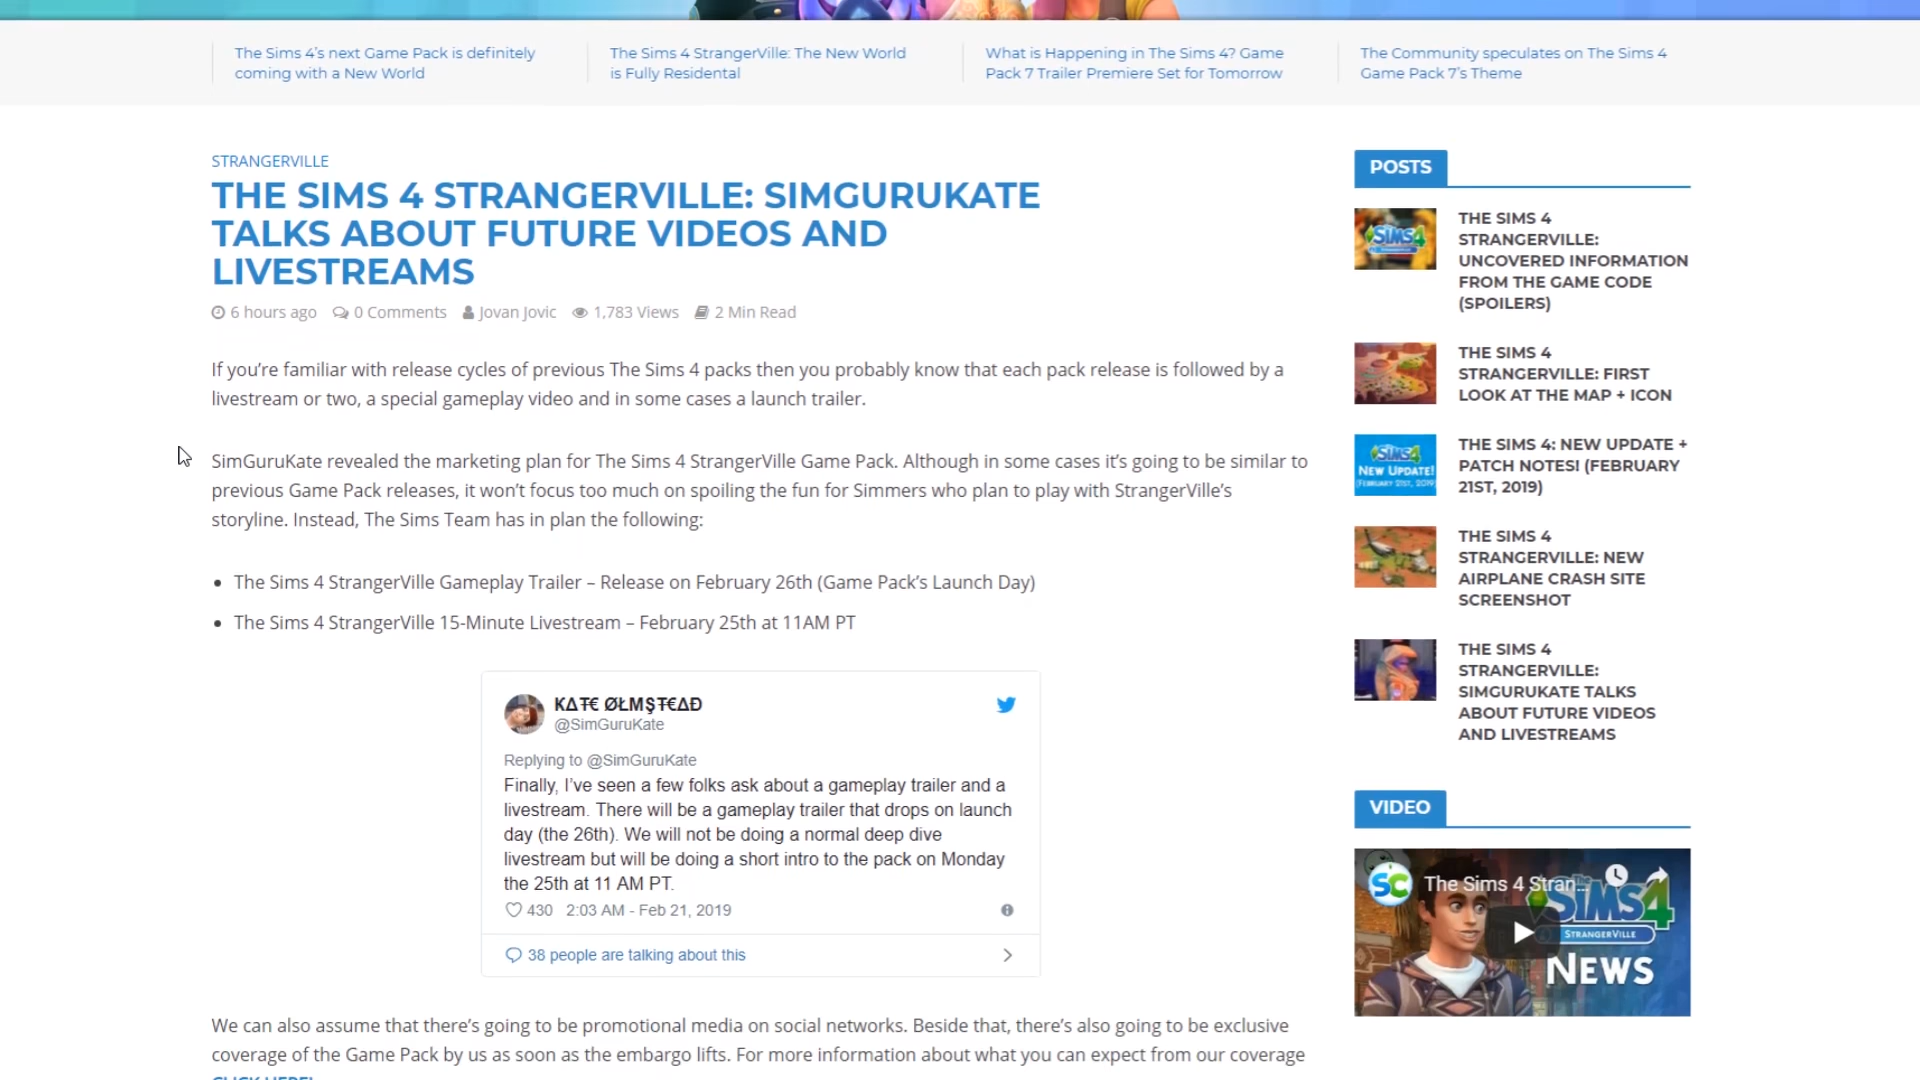 The Sims 4's next Game Pack is definitely
coming with a New World
The Sims 4 StrangerVille: The New World
is Fully Residental
What is Happening in The Sims 4? Game
Pack 7 Trailer Premiere Set for Tomorrow
The Community speculates on The Sims 4
Game Pack 7's Theme
STRANGERVILLE
THE SIMS 4 STRANGERVILLE: SIMGURUKATE
TALKS ABOUT FUTURE VIDEOS AND
LIVESTREAMS
6 hours ago 0 Comments Jovan Jovic 1,783 Views 2 Min Read
If you're familiar with release cycles of previous The Sims 4 packs then you probably know that each pack release is followed by a
livestream or two, a special gameplay video and in some cases a launch trailer.
SimGuruKate revealed the marketing plan for The Sims 4 StrangerVille Game Pack. Although in some cases it's going to be similar to
previous Game Pack releases, it won't focus too much on spoiling the fun for Simmers who plan to play with StrangerVille's
storyline. Instead, The Sims Team has in plan the following:
• The Sims 4 StrangerVille Gameplay Trailer – Release on February 26th (Game Pack's Launch Day)
• The Sims 4 StrangerVille 15-Minute Livestream – February 25th at 11AM PT
KΔŦ€ ØŁMŞŦ€ΔĐ
@SimGuruKate
Replying to @SimGuruKate
Finally, I've seen a few folks ask about a gameplay trailer and a
livestream. There will be a gameplay trailer that drops on launch
day (the 26th). We will not be doing a normal deep dive
livestream but will be doing a short intro to the pack on Monday
the 25th at 11 AM PT.
430 2:03 AM - Feb 21, 2019
38 people are talking about this
We can also assume that there's going to be promotional media on social networks. Beside that, there's also going to be exclusive
coverage of the Game Pack by us as soon as the embargo lifts. For more information about what you can expect from our coverage
CLICK HERE!
POSTS
SIMS4
THE SIMS 4
STRANGERVILLE:
UNCOVERED INFORMATION
FROM THE GAME CODE
(SPOILERS)
THE SIMS 4
STRANGERVILLE: FIRST
LOOK AT THE MAP + ICON
SIMS4
NEW UPDATE!
(FEBRUARY 21ST, 2019)
THE SIMS 4: NEW UPDATE +
PATCH NOTES! (FEBRUARY
21ST, 2019)
THE SIMS 4
STRANGERVILLE: NEW
AIRPLANE CRASH SITE
SCREENSHOT
THE SIMS 4
STRANGERVILLE:
SIMGURUKATE TALKS
ABOUT FUTURE VIDEOS
AND LIVESTREAMS
VIDEO
SC
The Sims 4 Stran...
THE SIMS4
STRANGERVILLE
NEWS